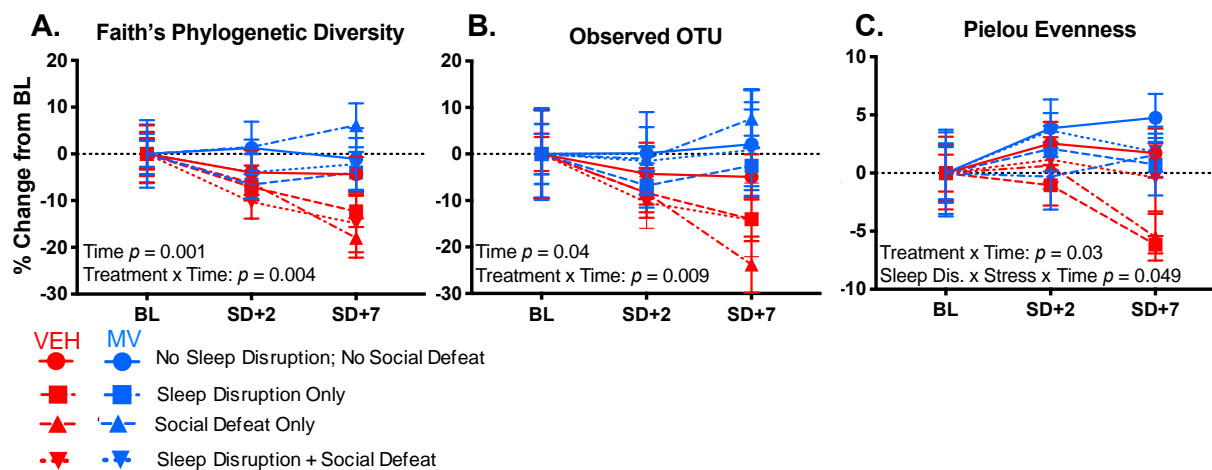 A.
Faith's Phylogenetic Diversity
% Change from BL
20
10
0
-10
-20
-30
Time p = 0.001
Treatment x Time: p = 0.004
BL
SD+2
SD+7
B.
Observed OTU
20
10
0
-10
-20
-30
Time p = 0.04
Treatment x Time: p = 0.009
BL
SD+2
SD+7
C.
Pielou Evenness
10
5
0
-5
-10
Treatment x Time: p = 0.03
Sleep Dis. x Stress x Time p = 0.049
BL
SD+2
SD+7
VEH MV
No Sleep Disruption; No Social Defeat
Sleep Disruption Only
Social Defeat Only
Sleep Disruption + Social Defeat